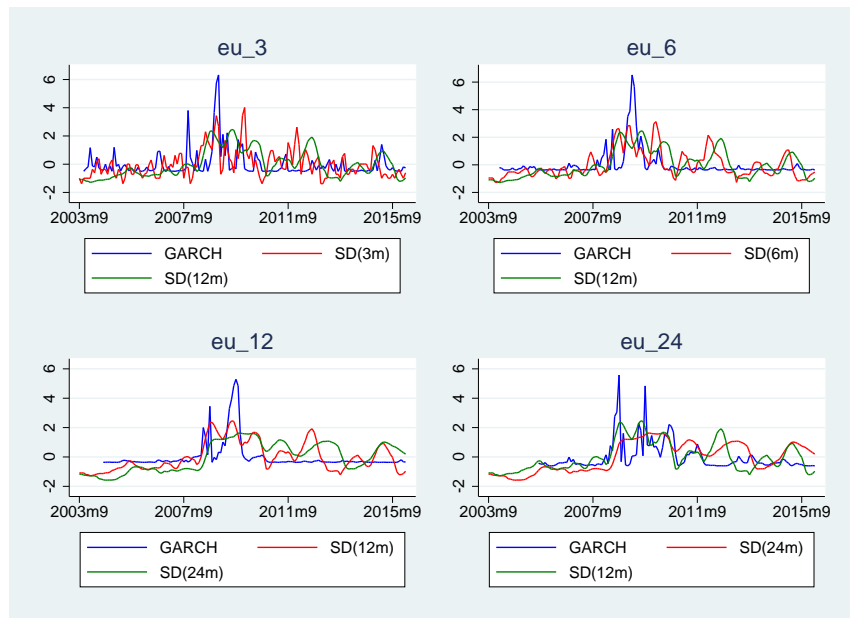 eu_3
6
4
2
0
-2
2003m9 2007m9 2011m9 2015m9
GARCH SD(3m)
SD(12m)
eu_6
6
4
2
0
-2
2003m9 2007m9 2011m9 2015m9
GARCH SD(6m)
SD(12m)
eu_12
6
4
2
0
-2
2003m9 2007m9 2011m9 2015m9
GARCH SD(12m)
SD(24m)
eu_24
6
4
2
0
-2
2003m9 2007m9 2011m9 2015m9
GARCH SD(24m)
SD(12m)